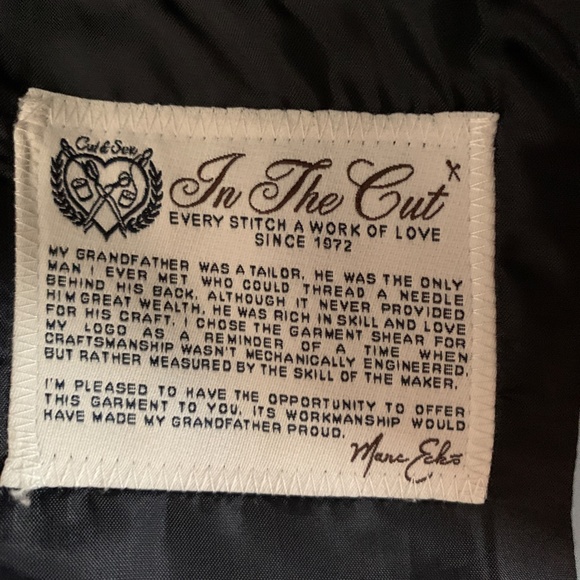 Cut & Sew
In The Cut
EVERY STITCH A WORK OF LOVE
SINCE 1972
MY GRANDFATHER WAS A TAILOR. HE WAS THE ONLY
MAN I EVER MET WHO COULD THREAD A NEEDLE
BEHIND HIS BACK. ALTHOUGH IT NEVER PROVIDED
HIM GREAT WEALTH, HE WAS RICH IN SKILL AND LOVE
FOR HIS CRAFT. I CHOSE THE GARMENT SHEAR FOR
MY LOGO AS A REMINDER OF A TIME WHEN
CRAFTSMANSHIP WASN'T MECHANICALLY ENGINEERED.
BUT RATHER MEASURED BY THE SKILL OF THE MAKER.
I'M PLEASED TO HAVE THE OPPORTUNITY TO OFFER
THIS GARMENT TO YOU. ITS WORKMANSHIP WOULD
HAVE MADE MY GRANDFATHER PROUD.
Marc Eckō